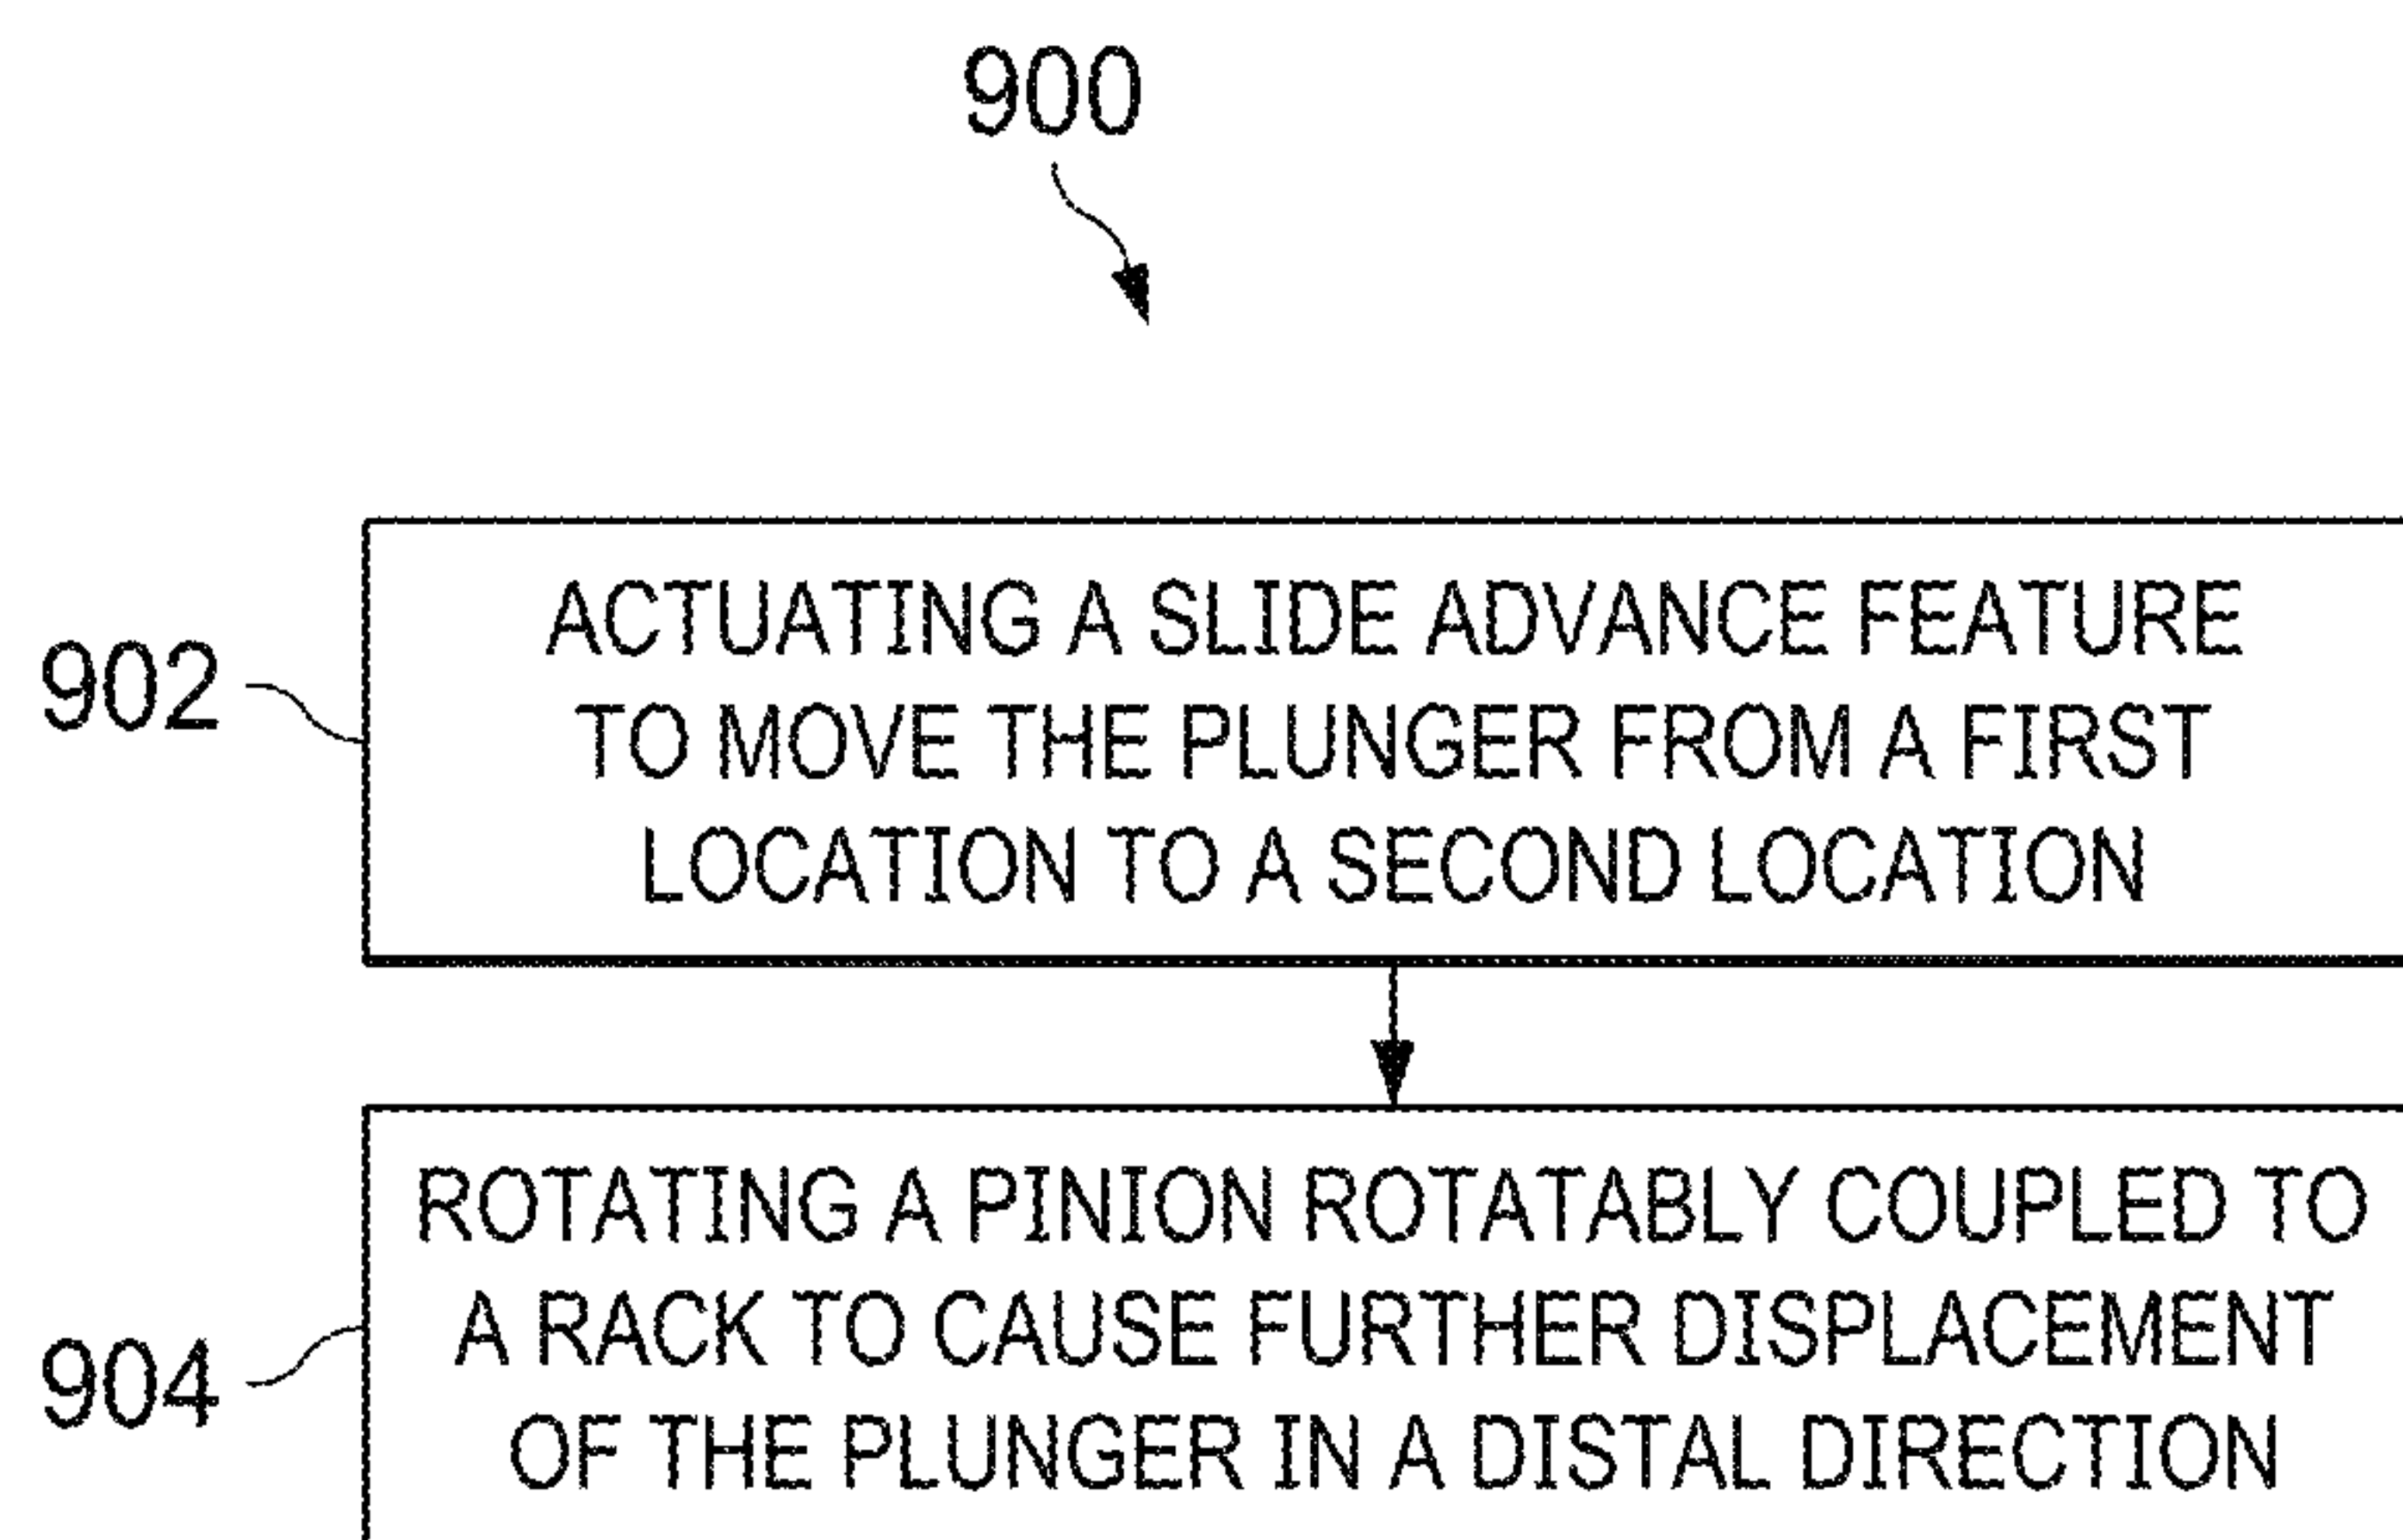 900
902
ACTUATING A SLIDE ADVANCE FEATURE
TO MOVE THE PLUNGER FROM A FIRST
LOCATION TO A SECOND LOCATION
904
ROTATING A PINION ROTATABLY COUPLED TO
A RACK TO CAUSE FURTHER DISPLACEMENT
OF THE PLUNGER IN A DISTAL DIRECTION